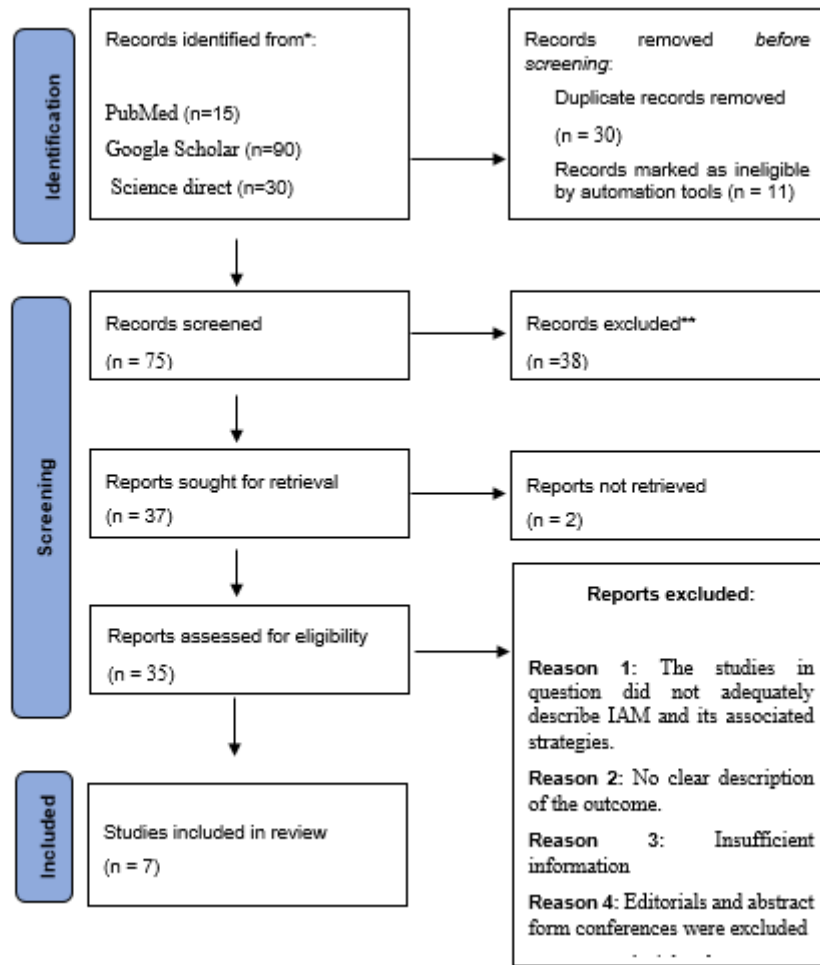 Identification
Records identified from*:
PubMed (n=15)
Google Scholar (n=90)
Science direct (n=30)
Records removed before
screening:
Duplicate records removed
(n = 30)
Records marked as ineligible
by automation tools (n = 11)
Screening
Records screened
(n = 75)
Records excluded**
(n =38)
Reports sought for retrieval
(n = 37)
Reports not retrieved
(n = 2)
Reports assessed for eligibility
(n = 35)
Reports excluded:
Reason 1: The studies in
question did not adequately
describe IAM and its associated
strategies.
Reason 2: No clear description
of the outcome.
Reason 3: Insufficient
information
Reason 4: Editorials and abstract
form conferences were excluded
Included
Studies included in review
(n = 7)